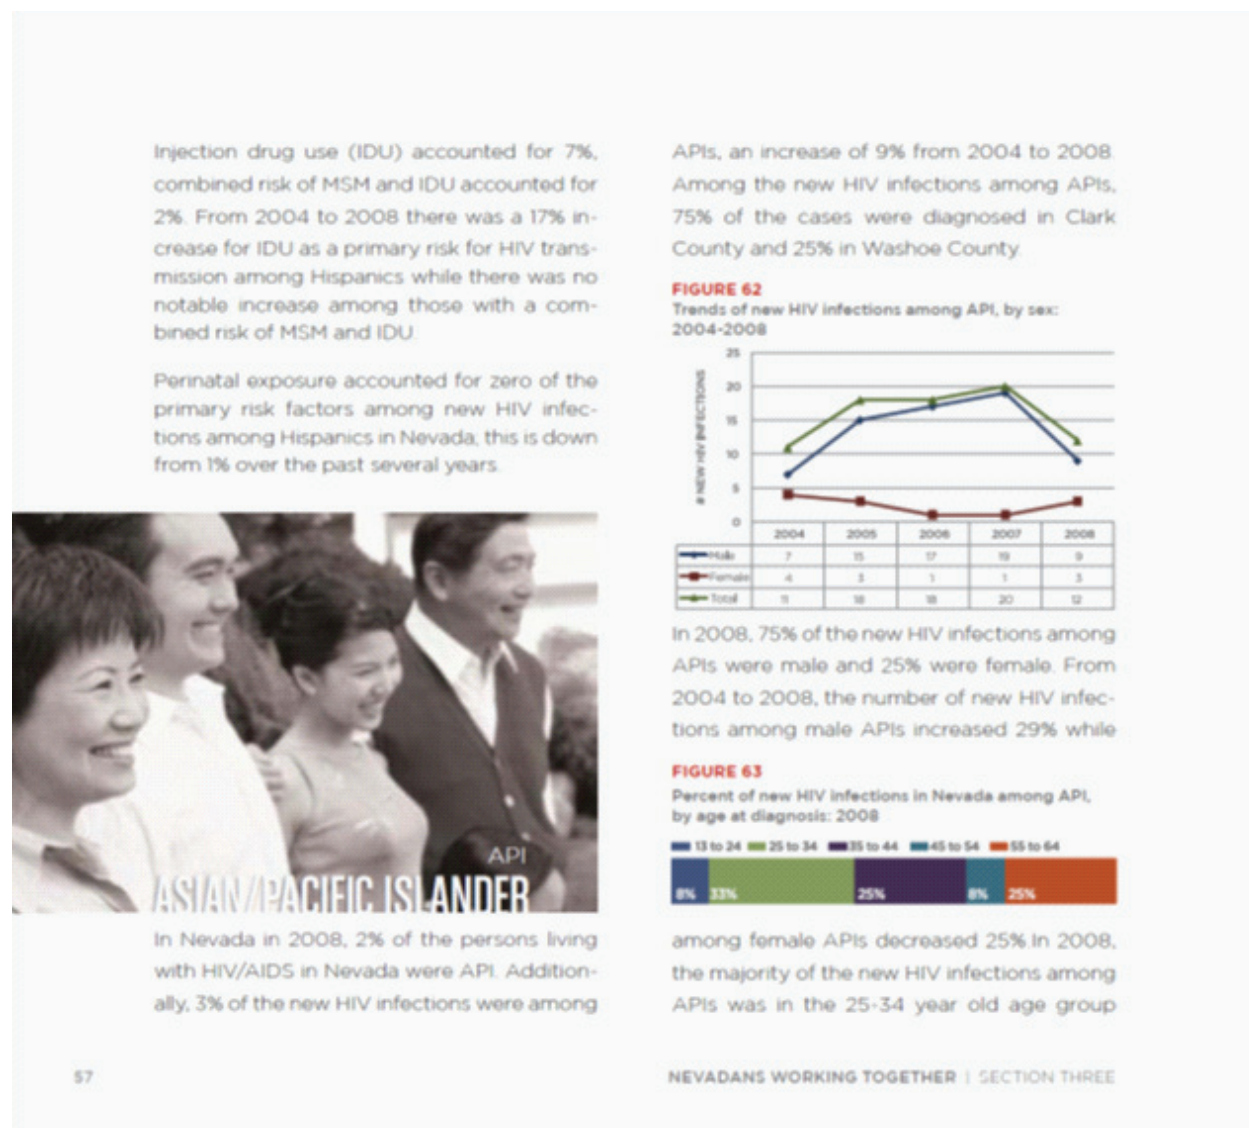 Injection drug use (IDU) accounted for 7%,
combined risk of MSM and IDU accounted for
2%. From 2004 to 2008 there was a 17% in-
crease for IDU as a primary risk for HIV trans-
mission among Hispanics while there was no
notable increase among those with a com-
bined risk of MSM and IDU.
Perinatal exposure accounted for zero of the
primary risk factors among new HIV infec-
tions among Hispanics in Nevada; this is down
from 1% over the past several years.
API
ASIAN/PACIFIC ISLANDER
In Nevada in 2008, 2% of the persons living
with HIV/AIDS in Nevada were API. Addition-
ally, 3% of the new HIV infections were among
APIs, an increase of 9% from 2004 to 2008.
Among the new HIV infections among APIs,
75% of the cases were diagnosed in Clark
County and 25% in Washoe County.
FIGURE 62
Trends of new HIV infections among API, by sex:
2004-2008
# NEW HIV INFECTIONS
25
20
15
10
5
0
2004 2005 2006 2007 2008
Male 7 15 17 19 9
Female 4 3 1 1 3
Total 11 18 18 20 12
In 2008, 75% of the new HIV infections among
APIs were male and 25% were female. From
2004 to 2008, the number of new HIV infec-
tions among male APIs increased 29% while
FIGURE 63
Percent of new HIV infections in Nevada among API,
by age at diagnosis: 2008
13 to 24 25 to 34 35 to 44 45 to 54 55 to 64
8% 33% 25% 8% 25%
among female APIs decreased 25% In 2008,
the majority of the new HIV infections among
APIs was in the 25-34 year old age group
57
NEVADANS WORKING TOGETHER | SECTION THREE